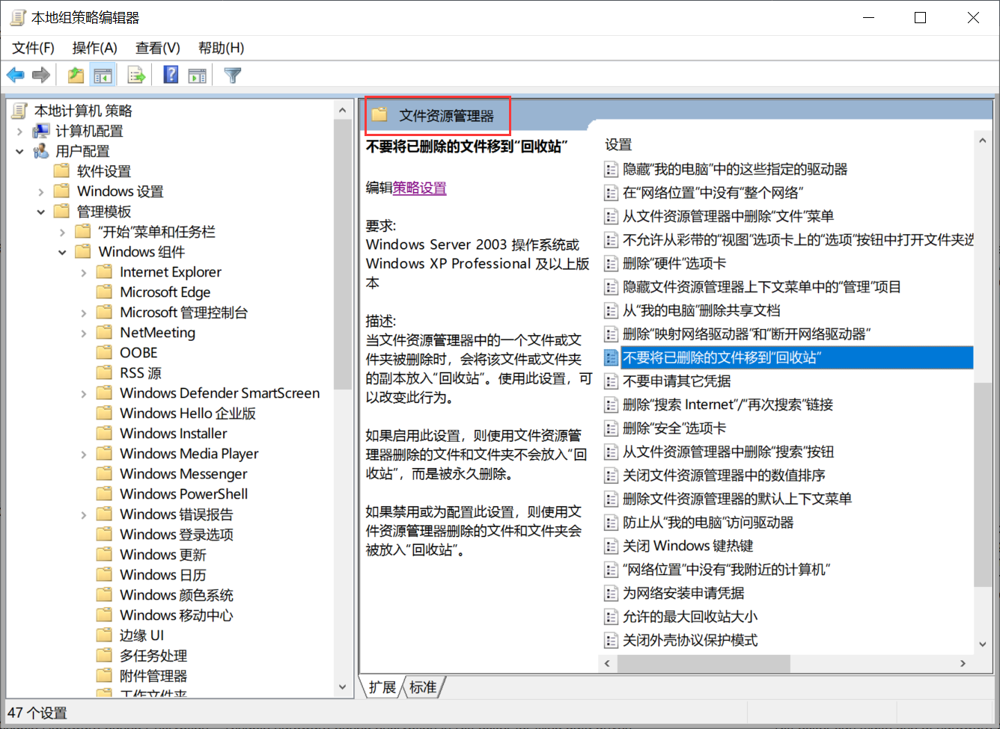 本地组策略编辑器
文件(F) 操作(A) 查看(V) 帮助(H)
本地计算机 策略
计算机配置
用户配置
软件设置
Windows 设置
管理模板
“开始”菜单和任务栏
Windows 组件
Internet Explorer
Microsoft Edge
Microsoft 管理控制台
NetMeeting
OOBE
RSS 源
Windows Defender SmartScreen
Windows Hello 企业版
Windows Installer
Windows Media Player
Windows Messenger
Windows PowerShell
Windows 错误报告
Windows 登录选项
Windows 更新
Windows 日历
Windows 颜色系统
Windows 移动中心
边缘 UI
多任务处理
附件管理器
工作文件夹
文件资源管理器
不要将已删除的文件移到“回收站”
编辑策略设置
要求:
Windows Server 2003 操作系统或
Windows XP Professional 及以上版
本
描述:
当文件资源管理器中的一个文件或文
件夹被删除时，会将该文件或文件夹
的副本放入“回收站”。使用此设置，可
以改变此行为。
如果启用此设置，则使用文件资源管
理器删除的文件和文件夹不会放入“回
收站”，而是被永久删除。
如果禁用或为配置此设置，则使用文
件资源管理器删除的文件和文件夹会
被放入“回收站”。
设置
隐藏“我的电脑”中的这些指定的驱动器
在“网络位置”中没有“整个网络”
从文件资源管理器中删除“文件”菜单
不允许从彩带的“视图”选项卡上的“选项”按钮中打开文件夹选
删除“硬件”选项卡
隐藏文件资源管理器上下文菜单中的“管理”项目
从“我的电脑”删除共享文档
删除“映射网络驱动器”和“断开网络驱动器”
不要将已删除的文件移到“回收站”
不要申请其它凭据
删除“搜索 Internet”/“再次搜索”链接
删除“安全”选项卡
从文件资源管理器中删除“搜索”按钮
关闭文件资源管理器中的数值排序
删除文件资源管理器的默认上下文菜单
防止从“我的电脑”访问驱动器
关闭 Windows 键热键
“网络位置”中没有“我附近的计算机”
为网络安装申请凭据
允许的最大回收站大小
关闭外壳协议保护模式
扩展 标准
47 个设置